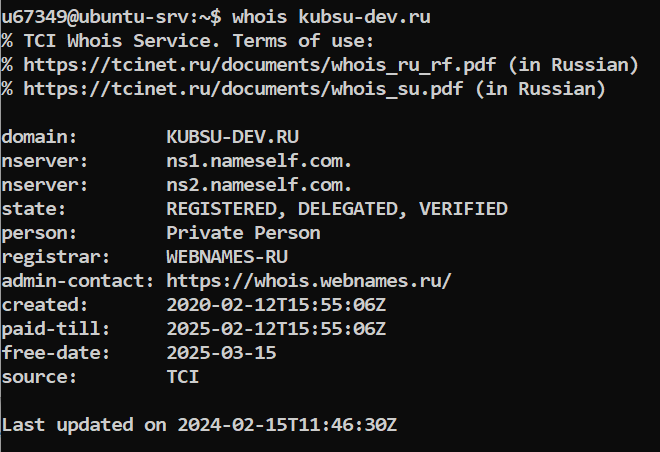 u67349@ubuntu-srv:~$ whois kubsu-dev.ru
% TCI Whois Service. Terms of use:
% https://tcinet.ru/documents/whois_ru_rf.pdf (in Russian)
% https://tcinet.ru/documents/whois_su.pdf (in Russian)

domain:        KUBSU-DEV.RU
nserver:       ns1.nameself.com.
nserver:       ns2.nameself.com.
state:         REGISTERED, DELEGATED, VERIFIED
person:        Private Person
registrar:     WEBNAMES-RU
admin-contact: https://whois.webnames.ru/
created:       2020-02-12T15:55:06Z
paid-till:     2025-02-12T15:55:06Z
free-date:     2025-03-15
source:        TCI

Last updated on 2024-02-15T11:46:30Z